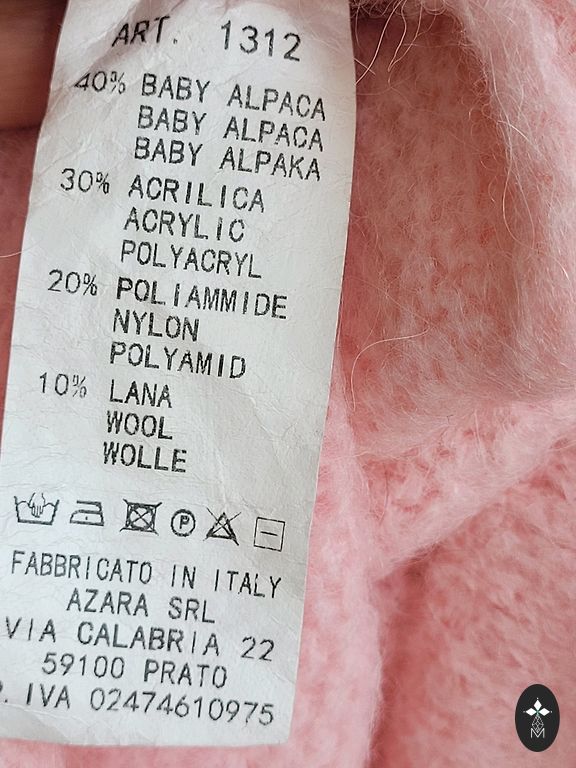 ART. 1312
40% BABY ALPACA
BABY ALPACA
BABY ALPAKA
30% ACRILICA
ACRYLIC
POLYACRYL
20% POLIAMMIDE
NYLON
POLYAMID
10% LANA
WOOL
WOLLE
P
FABBRICATO IN ITALY
AZARA SRL
VIA CALABRIA 22
59100 PRATO
P. IVA 02474610975
M